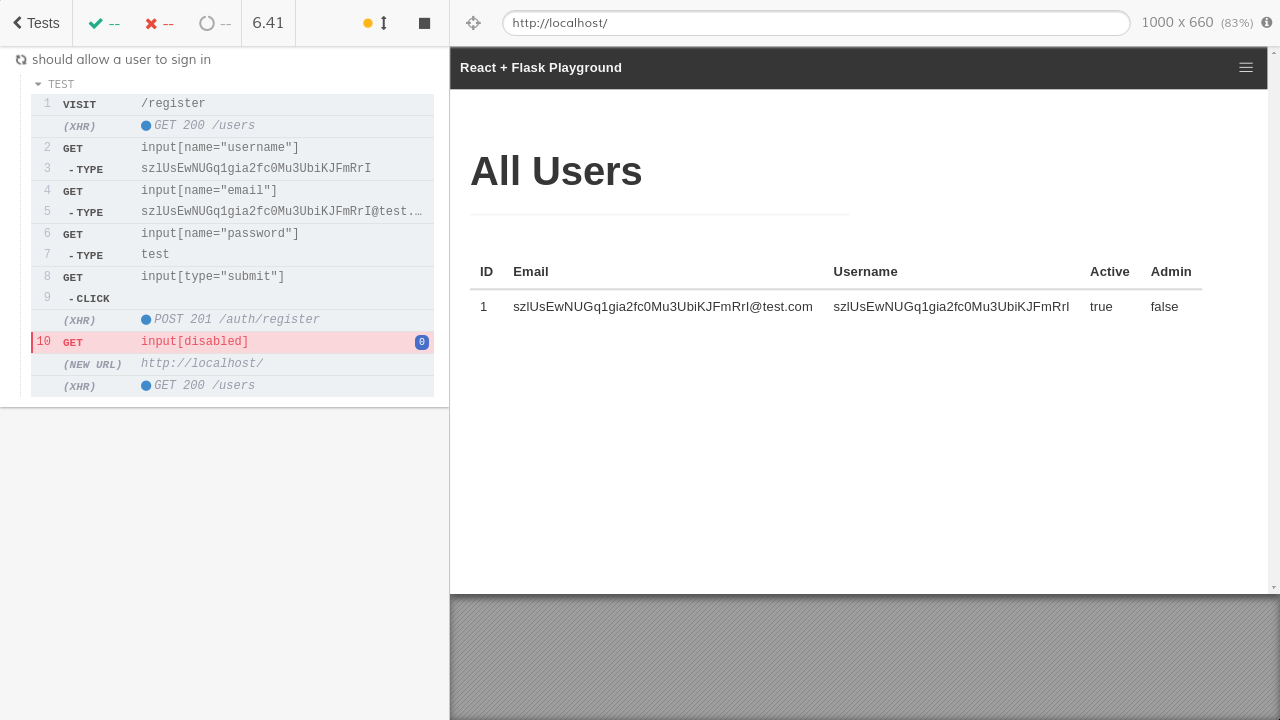 Tests -- -- -- 6.41
should allow a user to sign in
TEST
1 VISIT /register
(XHR) GET 200 /users
2 GET input[name="username"]
3 - TYPE szlUsEwNUGq1gia2fc0Mu3UbiKJFmRrI
4 GET input[name="email"]
5 - TYPE szlUsEwNUGq1gia2fc0Mu3UbiKJFmRrI@test.…
6 GET input[name="password"]
7 - TYPE test
8 GET input[type="submit"]
9 - CLICK
(XHR) POST 201 /auth/register
10 GET input[disabled] 0
(NEW URL) http://localhost/
(XHR) GET 200 /users
http://localhost/ 1000 x 660 (83%)
React + Flask Playground
All Users
ID Email Username Active Admin
1 szlUsEwNUGq1gia2fc0Mu3UbiKJFmRrI@test.com szlUsEwNUGq1gia2fc0Mu3UbiKJFmRrI true false